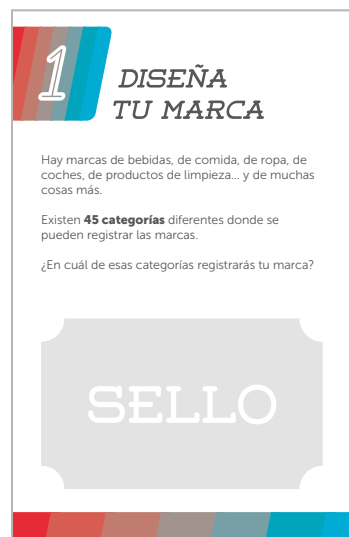 1
DISEÑA
TU MARCA
Hay marcas de bebidas, de comida, de ropa, de
coches, de productos de limpieza... y de muchas
cosas más.
Existen 45 categorías diferentes donde se
pueden registrar las marcas.
¿En cuál de esas categorías registrarás tu marca?
SELLO